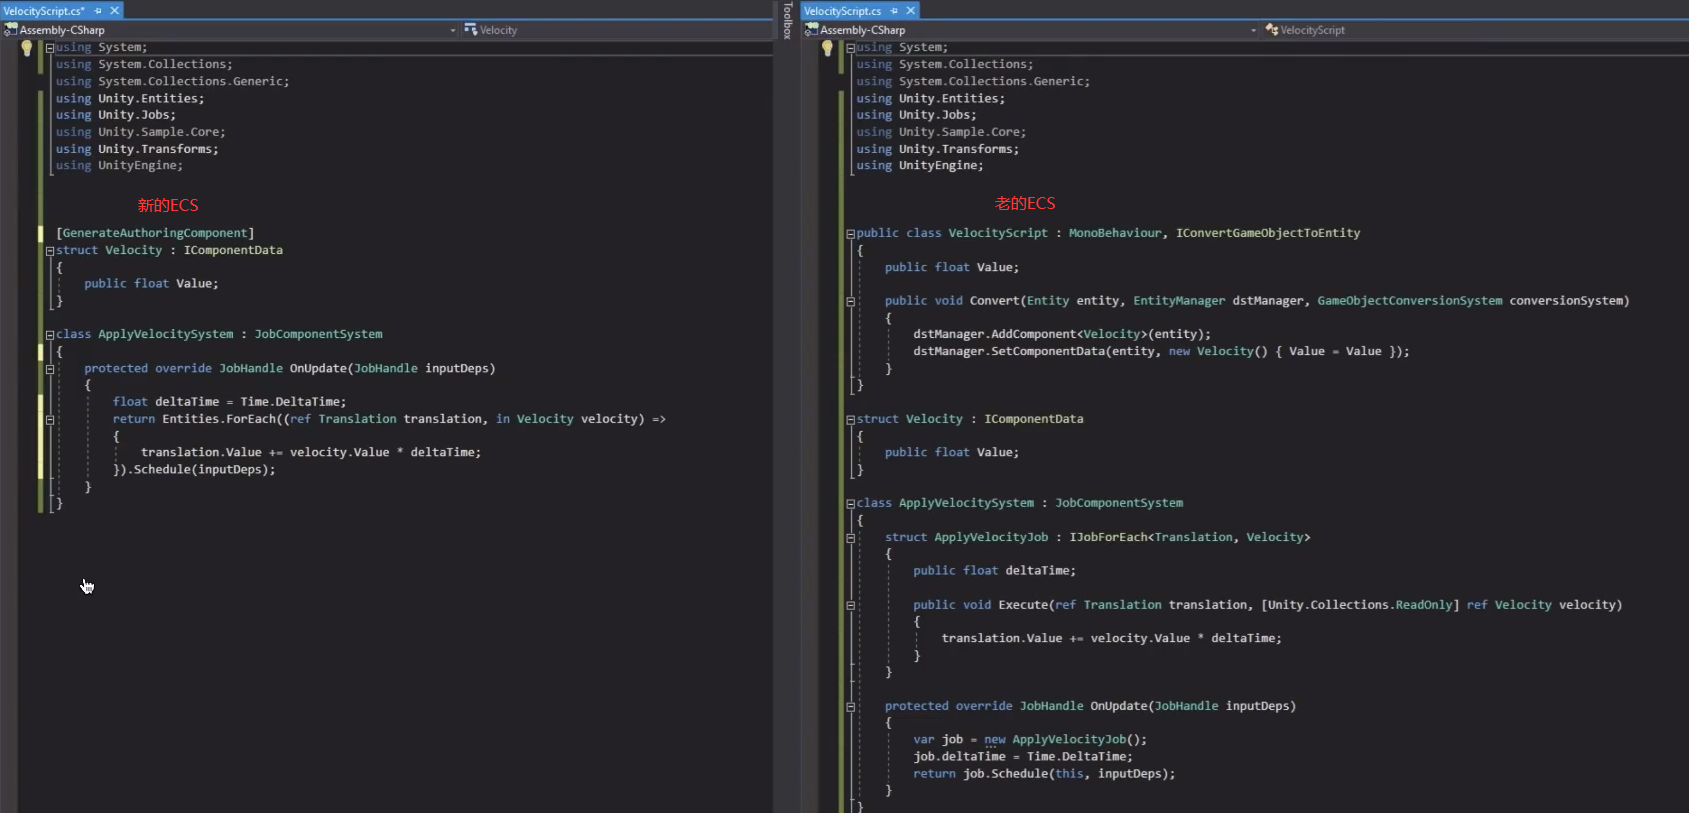 VelocityScript.cs*
Assembly-CSharp
Velocity
using System;
using System.Collections;
using System.Collections.Generic;
using Unity.Entities;
using Unity.Jobs;
using Unity.Sample.Core;
using Unity.Transforms;
using UnityEngine;
新的ECS
[GenerateAuthoringComponent]
struct Velocity : IComponentData
{
public float Value;
}
class ApplyVelocitySystem : JobComponentSystem
{
protected override JobHandle OnUpdate(JobHandle inputDeps)
{
float deltaTime = Time.DeltaTime;
return Entities.ForEach((ref Translation translation, in Velocity velocity) =>
{
translation.Value += velocity.Value * deltaTime;
}).Schedule(inputDeps);
}
}
Toolbox
VelocityScript.cs
Assembly-CSharp
VelocityScript
using System;
using System.Collections;
using System.Collections.Generic;
using Unity.Entities;
using Unity.Jobs;
using Unity.Sample.Core;
using Unity.Transforms;
using UnityEngine;
老的ECS
public class VelocityScript : MonoBehaviour, IConvertGameObjectToEntity
{
public float Value;
public void Convert(Entity entity, EntityManager dstManager, GameObjectConversionSystem conversionSystem)
{
dstManager.AddComponent<Velocity>(entity);
dstManager.SetComponentData(entity, new Velocity() { Value = Value });
}
}
struct Velocity : IComponentData
{
public float Value;
}
class ApplyVelocitySystem : JobComponentSystem
{
struct ApplyVelocityJob : IJobForEach<Translation, Velocity>
{
public float deltaTime;
public void Execute(ref Translation translation, [Unity.Collections.ReadOnly] ref Velocity velocity)
{
translation.Value += velocity.Value * deltaTime;
}
}
protected override JobHandle OnUpdate(JobHandle inputDeps)
{
var job = new ApplyVelocityJob();
job.deltaTime = Time.DeltaTime;
return job.Schedule(this, inputDeps);
}
}